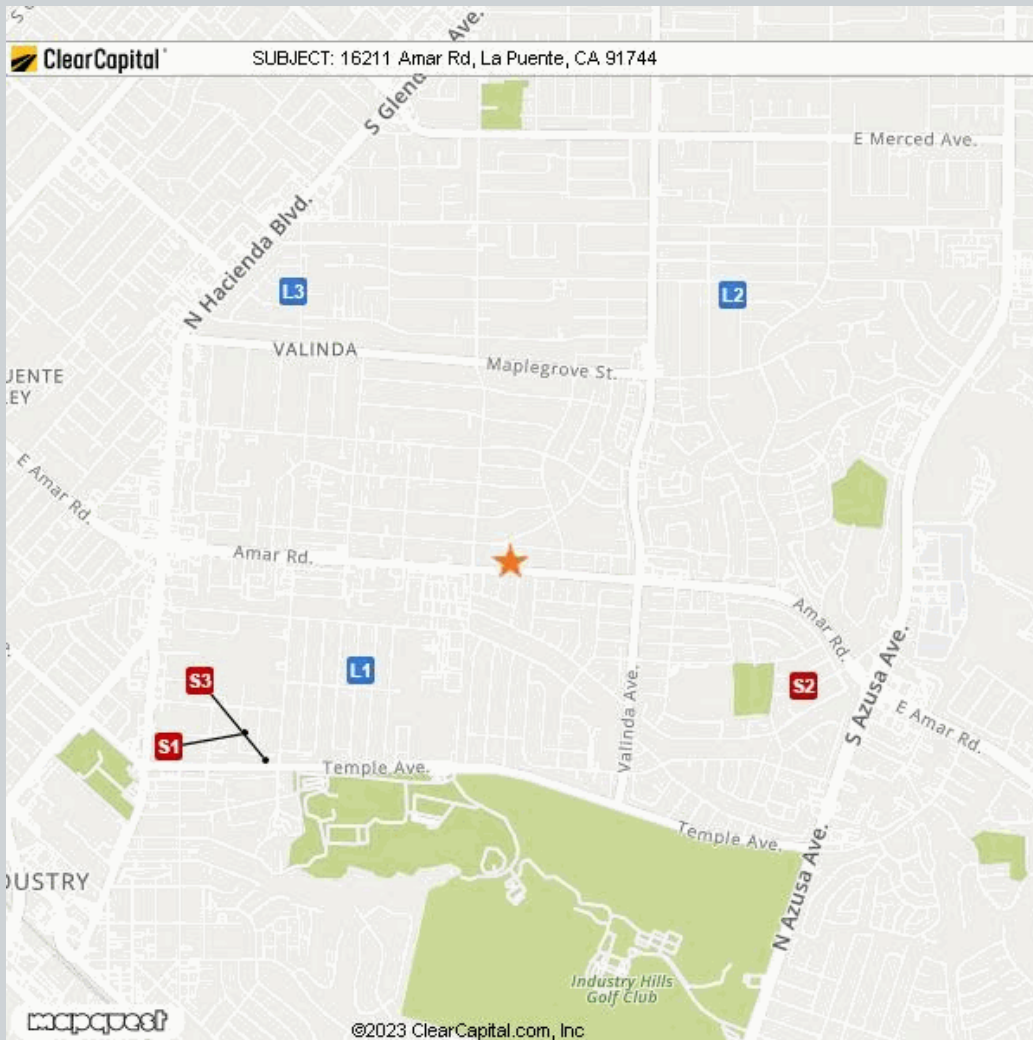 ClearCapital
SUBJECT: 16211 Amar Rd, La Puente, CA 91744
S Glend
Ave.
E Merced Ave.
N Hacienda Blvd.
L3
L2
VALINDA
Maplegrove St.
UENTE
EY
E Amar Rd.
Amar Rd.
Amar Rd.
S3
L1
S2
S Azusa Ave.
E Amar Rd.
S1
Valinda Ave.
Temple Ave.
Temple Ave.
DUSTRY
N Azusa Ave.
Industry Hills
Golf Club
mapquest
©2023 ClearCapital.com, Inc